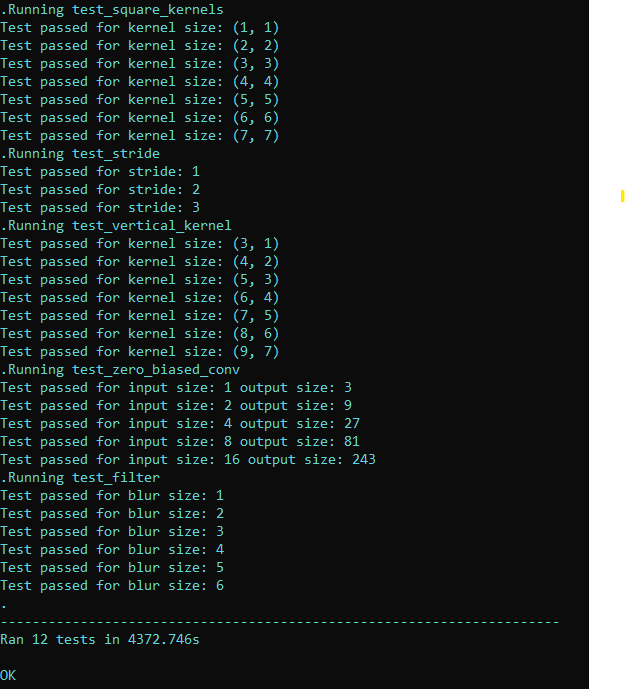 .Running test_square_kernels
Test passed for kernel size: (1, 1)
Test passed for kernel size: (2, 2)
Test passed for kernel size: (3, 3)
Test passed for kernel size: (4, 4)
Test passed for kernel size: (5, 5)
Test passed for kernel size: (6, 6)
Test passed for kernel size: (7, 7)
.Running test_stride
Test passed for stride: 1
Test passed for stride: 2
Test passed for stride: 3
.Running test_vertical_kernel
Test passed for kernel size: (3, 1)
Test passed for kernel size: (4, 2)
Test passed for kernel size: (5, 3)
Test passed for kernel size: (6, 4)
Test passed for kernel size: (7, 5)
Test passed for kernel size: (8, 6)
Test passed for kernel size: (9, 7)
.Running test_zero_biased_conv
Test passed for input size: 1 output size: 3
Test passed for input size: 2 output size: 9
Test passed for input size: 4 output size: 27
Test passed for input size: 8 output size: 81
Test passed for input size: 16 output size: 243
.Running test_filter
Test passed for blur size: 1
Test passed for blur size: 2
Test passed for blur size: 3
Test passed for blur size: 4
Test passed for blur size: 5
Test passed for blur size: 6
.
----------------------------------------------------------------------
Ran 12 tests in 4372.746s
OK